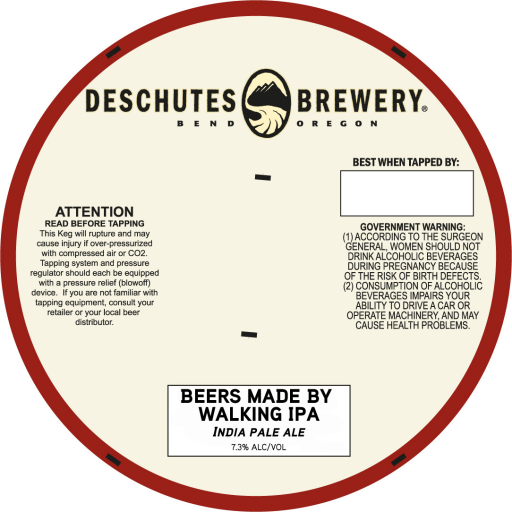 DESCHUTES BREWERY®
BEND OREGON
BEST WHEN TAPPED BY:
ATTENTION
READ BEFORE TAPPING
This Keg will rupture and may
cause injury if over-pressurized
with compressed air or CO2.
Tapping system and pressure
regulator should each be equipped
with a pressure relief (blowoff)
device. If you are not familiar with
tapping equipment, consult your
retailer or your local beer
distributor.
GOVERNMENT WARNING:
(1) ACCORDING TO THE SURGEON
GENERAL, WOMEN SHOULD NOT
DRINK ALCOHOLIC BEVERAGES
DURING PREGNANCY BECAUSE
OF THE RISK OF BIRTH DEFECTS.
(2) CONSUMPTION OF ALCOHOLIC
BEVERAGES IMPAIRS YOUR
ABILITY TO DRIVE A CAR OR
OPERATE MACHINERY, AND MAY
CAUSE HEALTH PROBLEMS.
BEERS MADE BY
WALKING IPA
INDIA PALE ALE
7.3% ALC/VOL